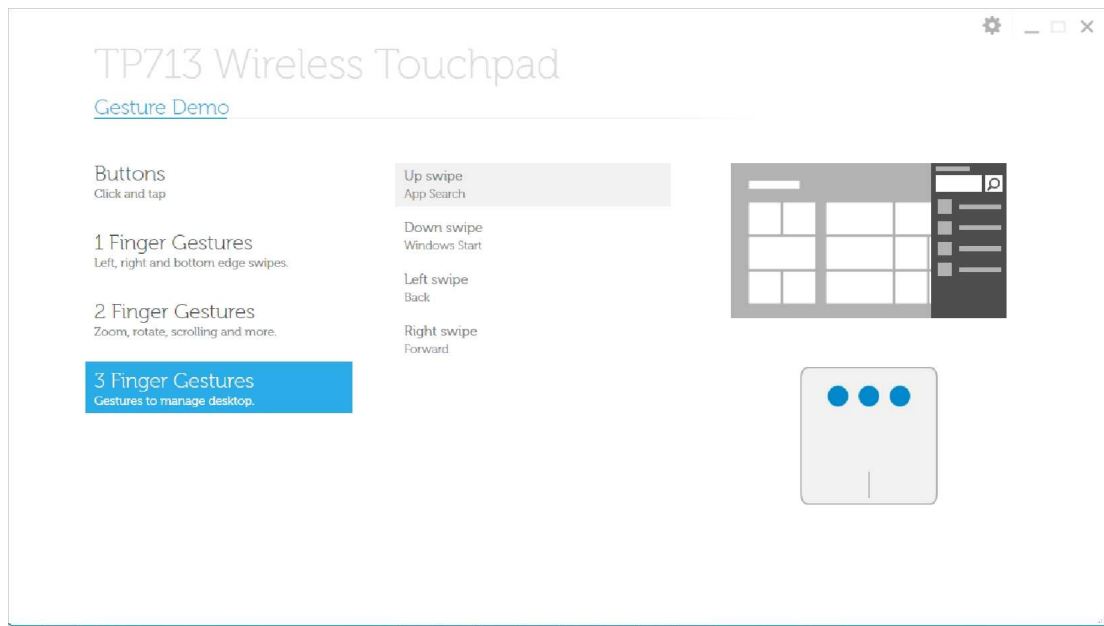 TP713 Wireless Touchpad
Gesture Demo
Buttons
Click and tap
1 Finger Gestures
Left, right and bottom edge swipes.
2 Finger Gestures
Zoom, rotate, scrolling and more.
3 Finger Gestures
Gestures to manage desktop.
Up swipe
App Search
Down swipe
Windows Start
Left swipe
Back
Right swipe
Forward